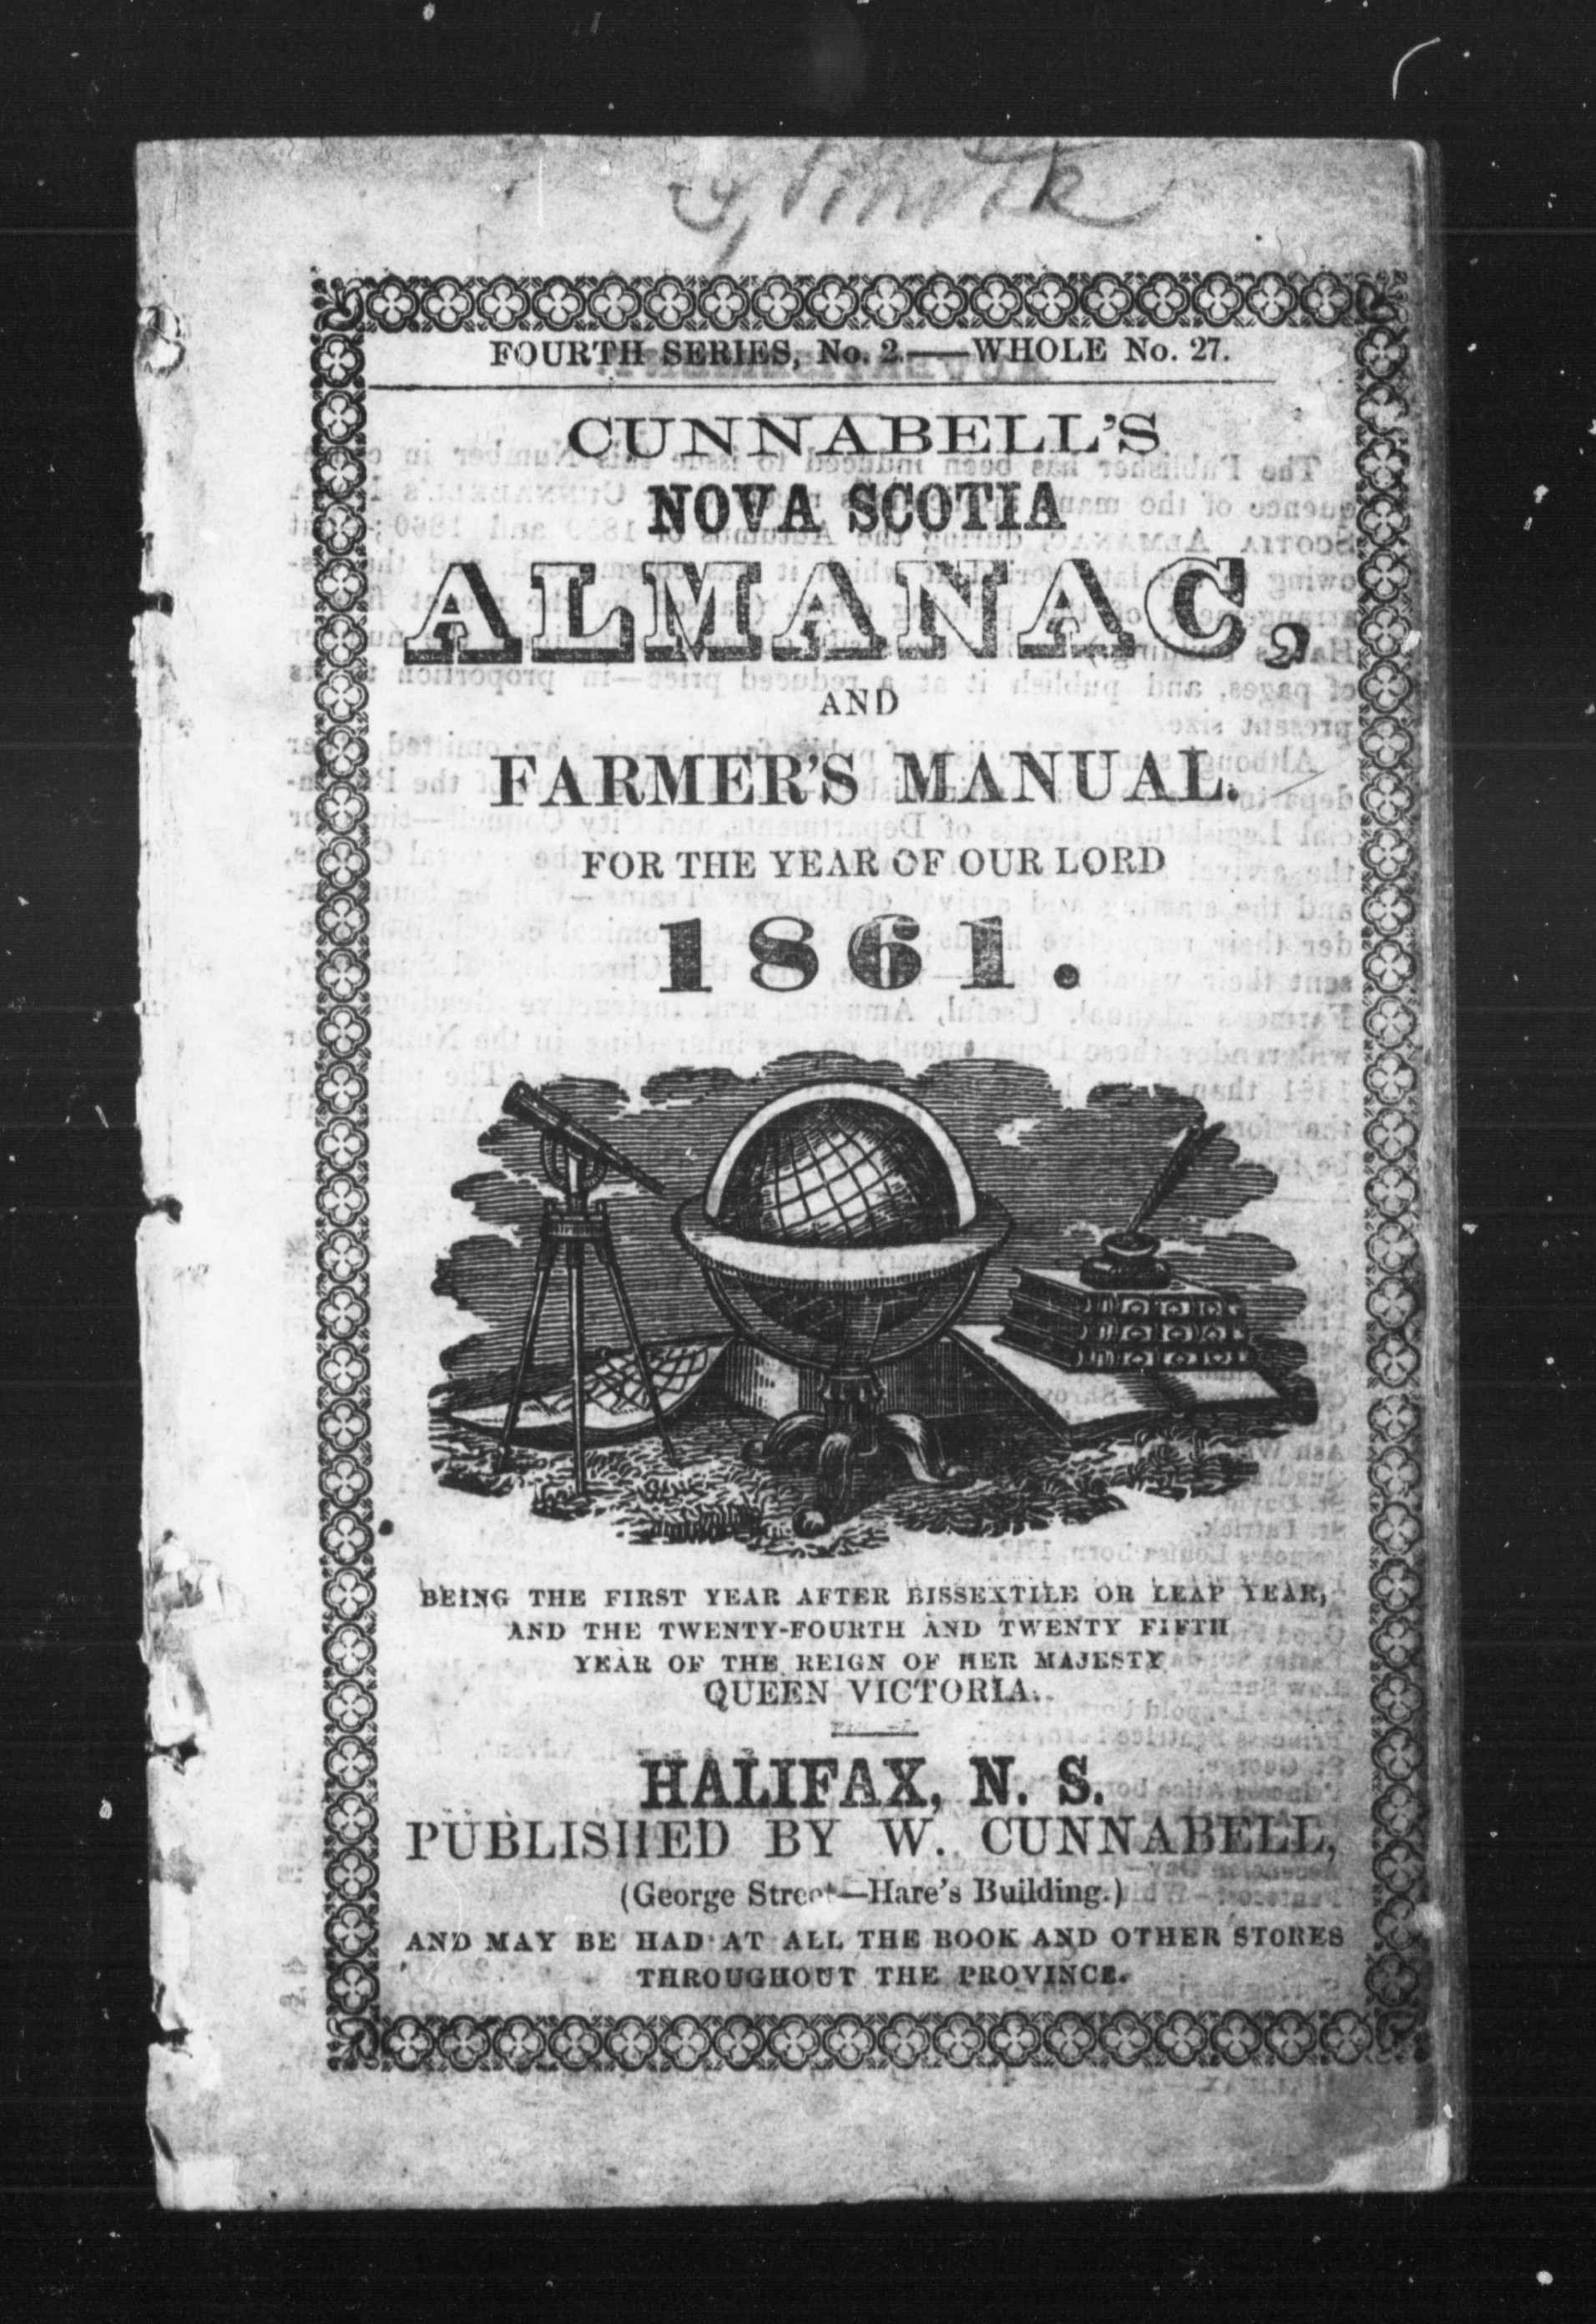 FOURTH SERIES, No. 2.——WHOLE No. 27.
CUNNABELL'S
NOVA SCOTIA
ALMANAC,
AND
FARMER'S MANUAL.
FOR THE YEAR OF OUR LORD
1861.
BEING THE FIRST YEAR AFTER BISSEXTILE OR LEAP YEAR,
AND THE TWENTY-FOURTH AND TWENTY FIFTH
YEAR OF THE REIGN OF HER MAJESTY
QUEEN VICTORIA.
HALIFAX, N. S.
PUBLISHED BY W. CUNNABELL,
(George Street—Hare's Building.)
AND MAY BE HAD AT ALL THE BOOK AND OTHER STORES
THROUGHOUT THE PROVINCE.